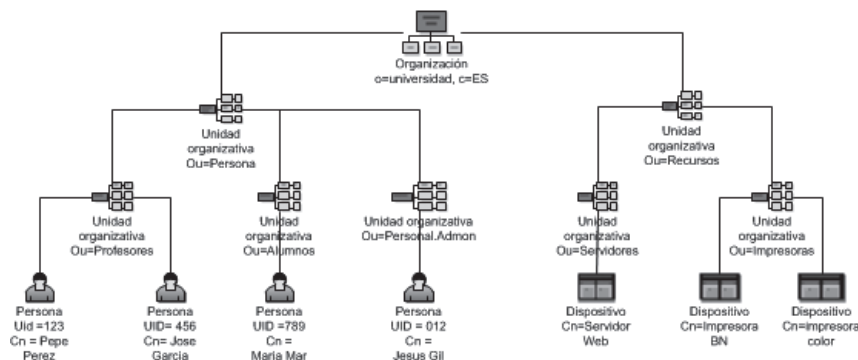 Organización
o=universidad, c=ES
Unidad
organizativa
Ou=Persona
Unidad
organizativa
Ou=Recursos
Unidad
organizativa
Ou=Profesores
Unidad
organizativa
Ou=Alumnos
Unidad organizativa
Ou=Personal.Admon
Unidad
organizativa
Ou=Servidores
Unidad
organizativa
Ou=Impresoras
Persona
Uid =123
Cn = Pepe
Perez
Persona
UID= 456
Cn= Jose
Garcia
Persona
UID =789
Cn =
Maria Mar
Persona
UID = 012
Cn =
Jesus Gil
Dispositivo
Cn=Servidor
Web
Dispositivo
Cn=Impresora
BN
Dispositivo
Cn=impresora
color